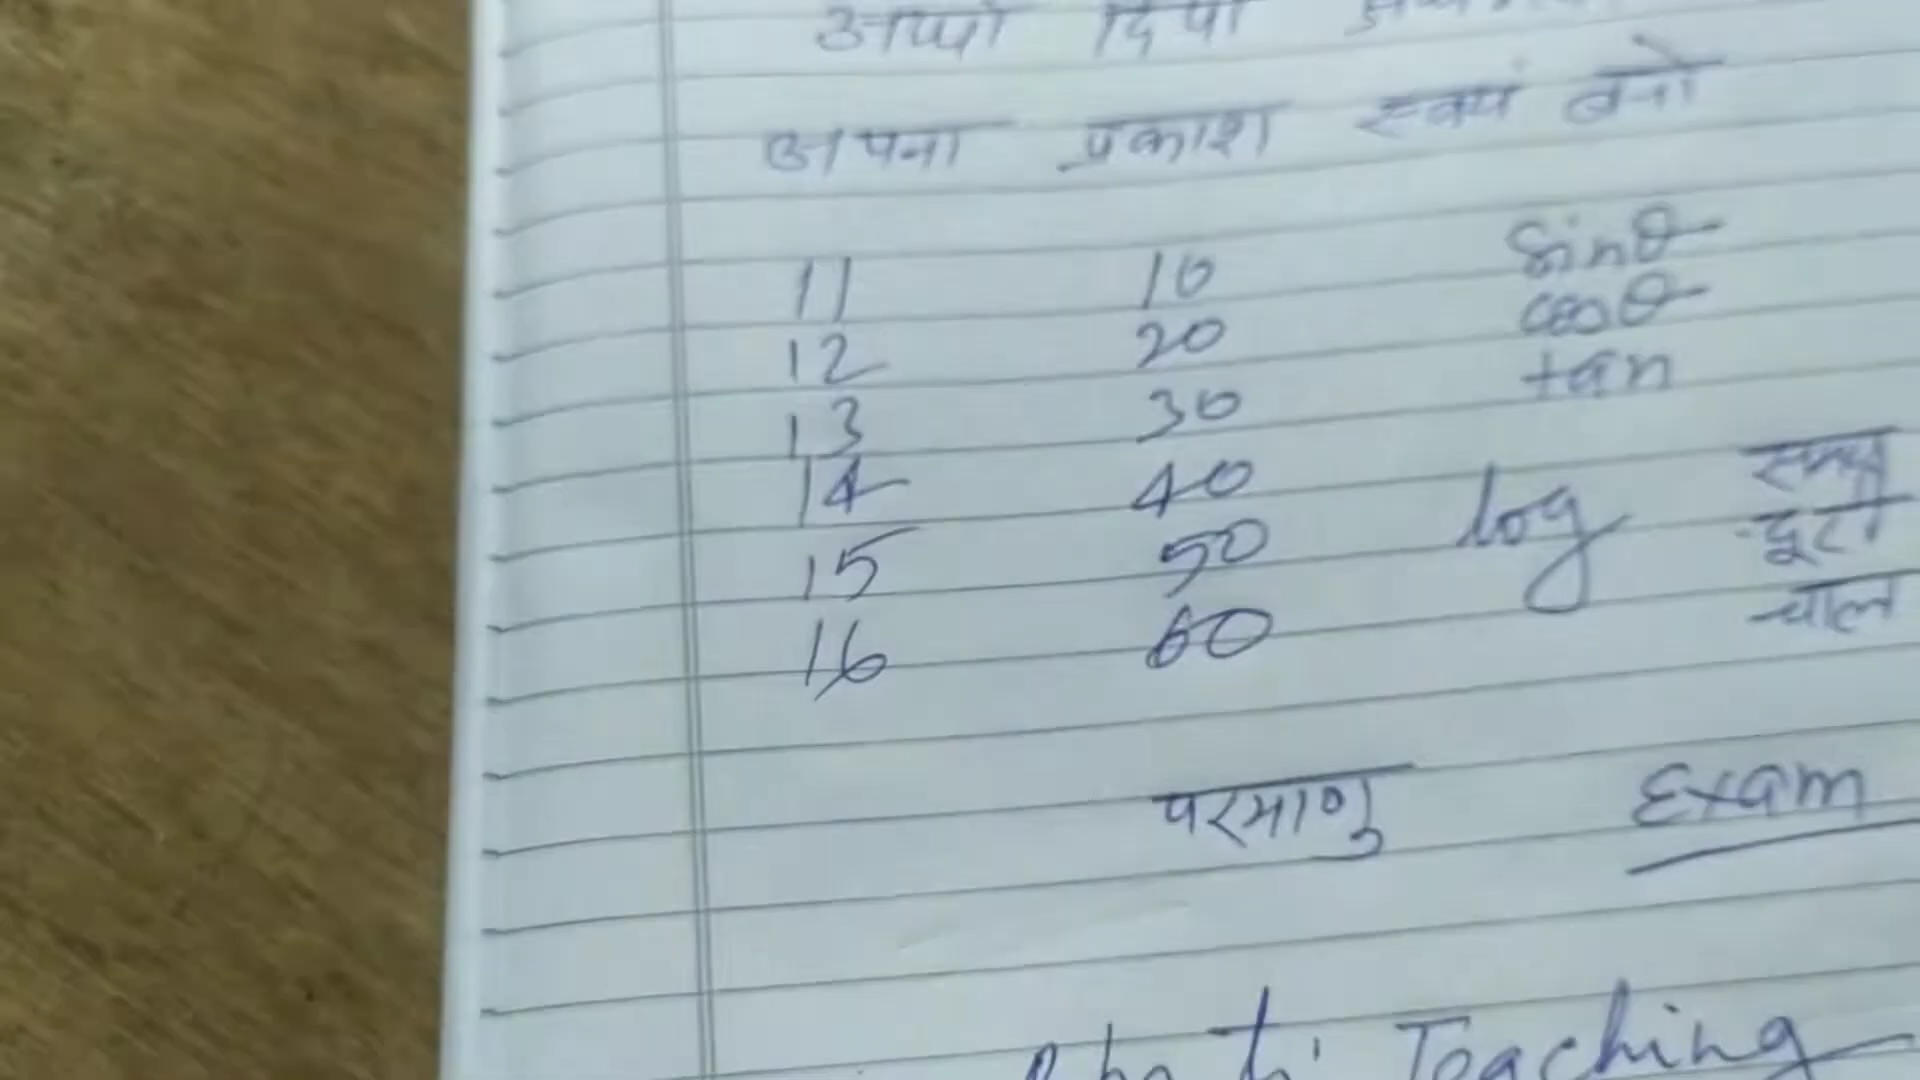 अप्पो दिपो
अपना प्रकाश स्वयं बनो
11 10 sinθ
12 20 cosθ
13 30 tan
14 40 log समय
15 50 दूरी
16 60 चाल
परमाणु Exam
Teaching